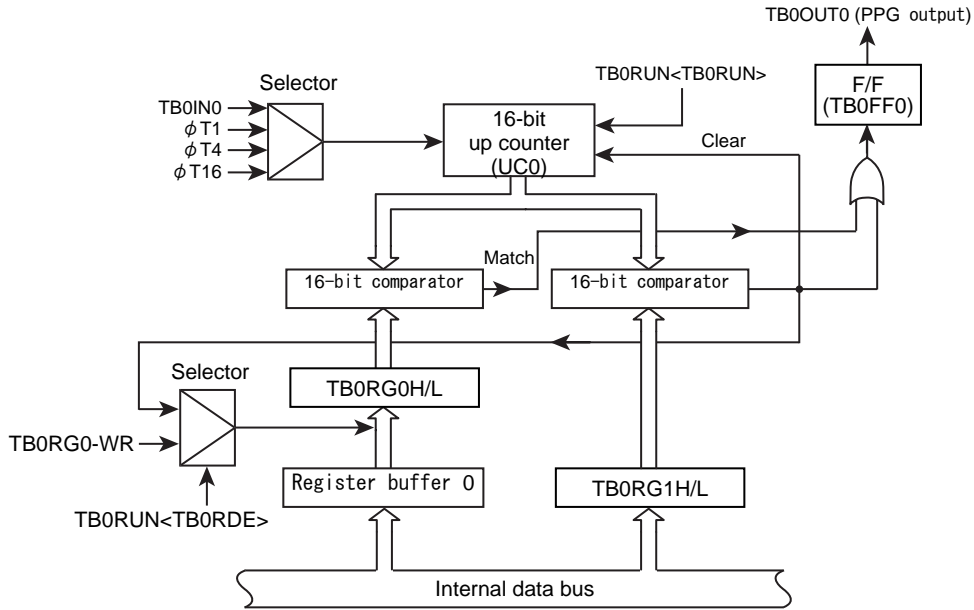 TB0OUT0 (PPG output)
Selector
TB0RUN<TB0RUN>
F/F
(TB0FF0)
TB0IN0
φT1
φT4
φT16
16-bit
up counter
(UC0)
Clear
Match
16-bit comparator
16-bit comparator
Selector
TB0RG0H/L
TB0RG0-WR
Register buffer 0
TB0RG1H/L
TB0RUN<TB0RDE>
Internal data bus